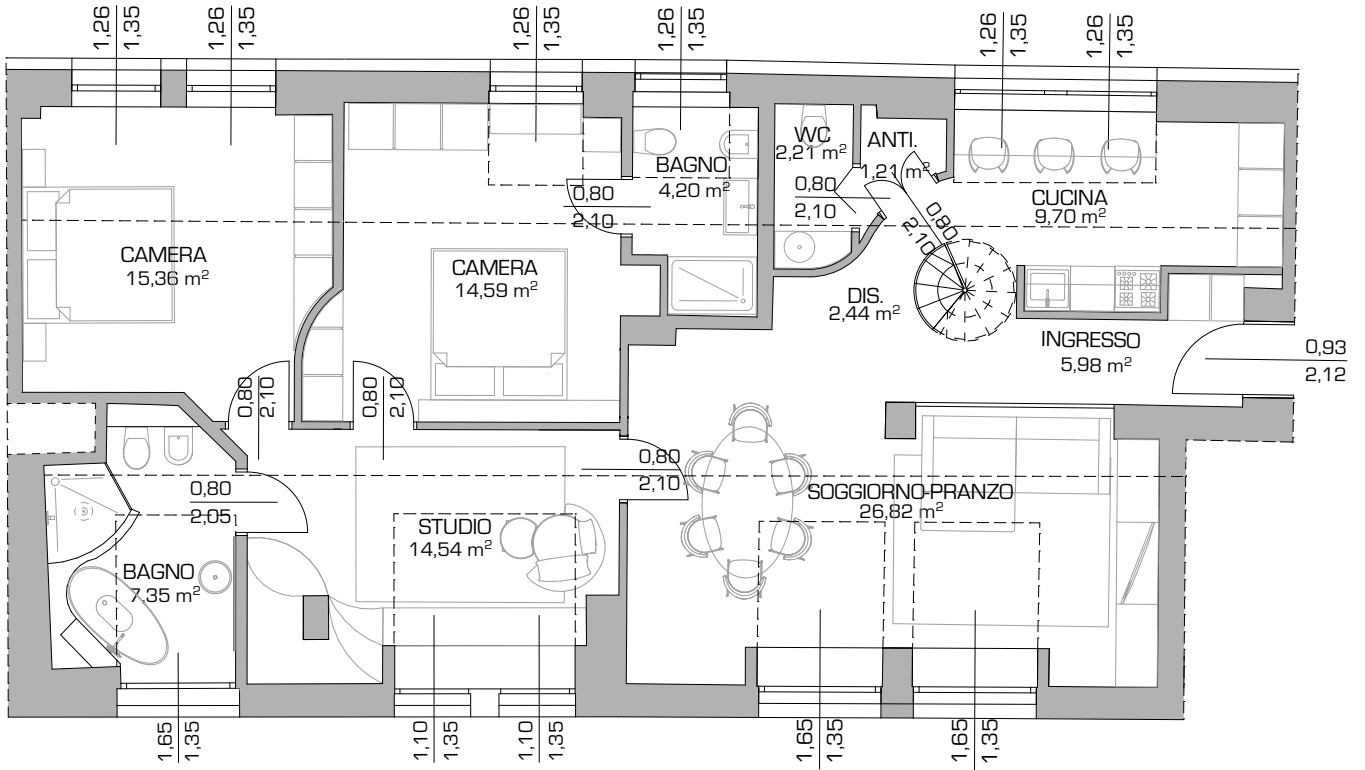 1,26
1,35
1,26
1,35
1,26
1,35
1,26
1,35
1,26
1,35
1,26
1,35
CAMERA
15,36 m²
CAMERA
14,59 m²
0,80
2,10
BAGNO
4,20 m²
WC
2,21 m²
0,80
2,10
ANTI.
1,21 m²
0,80
2,10
CUCINA
9,70 m²
DIS.
2,44 m²
INGRESSO
5,98 m²
0,93
2,12
0,80
2,10
0,80
2,10
0,80
2,05
BAGNO
7,35 m²
STUDIO
14,54 m²
0,80
2,10
SOGGIORNO-PRANZO
26,82 m²
1,65
1,35
1,10
1,35
1,10
1,35
1,65
1,35
1,65
1,35